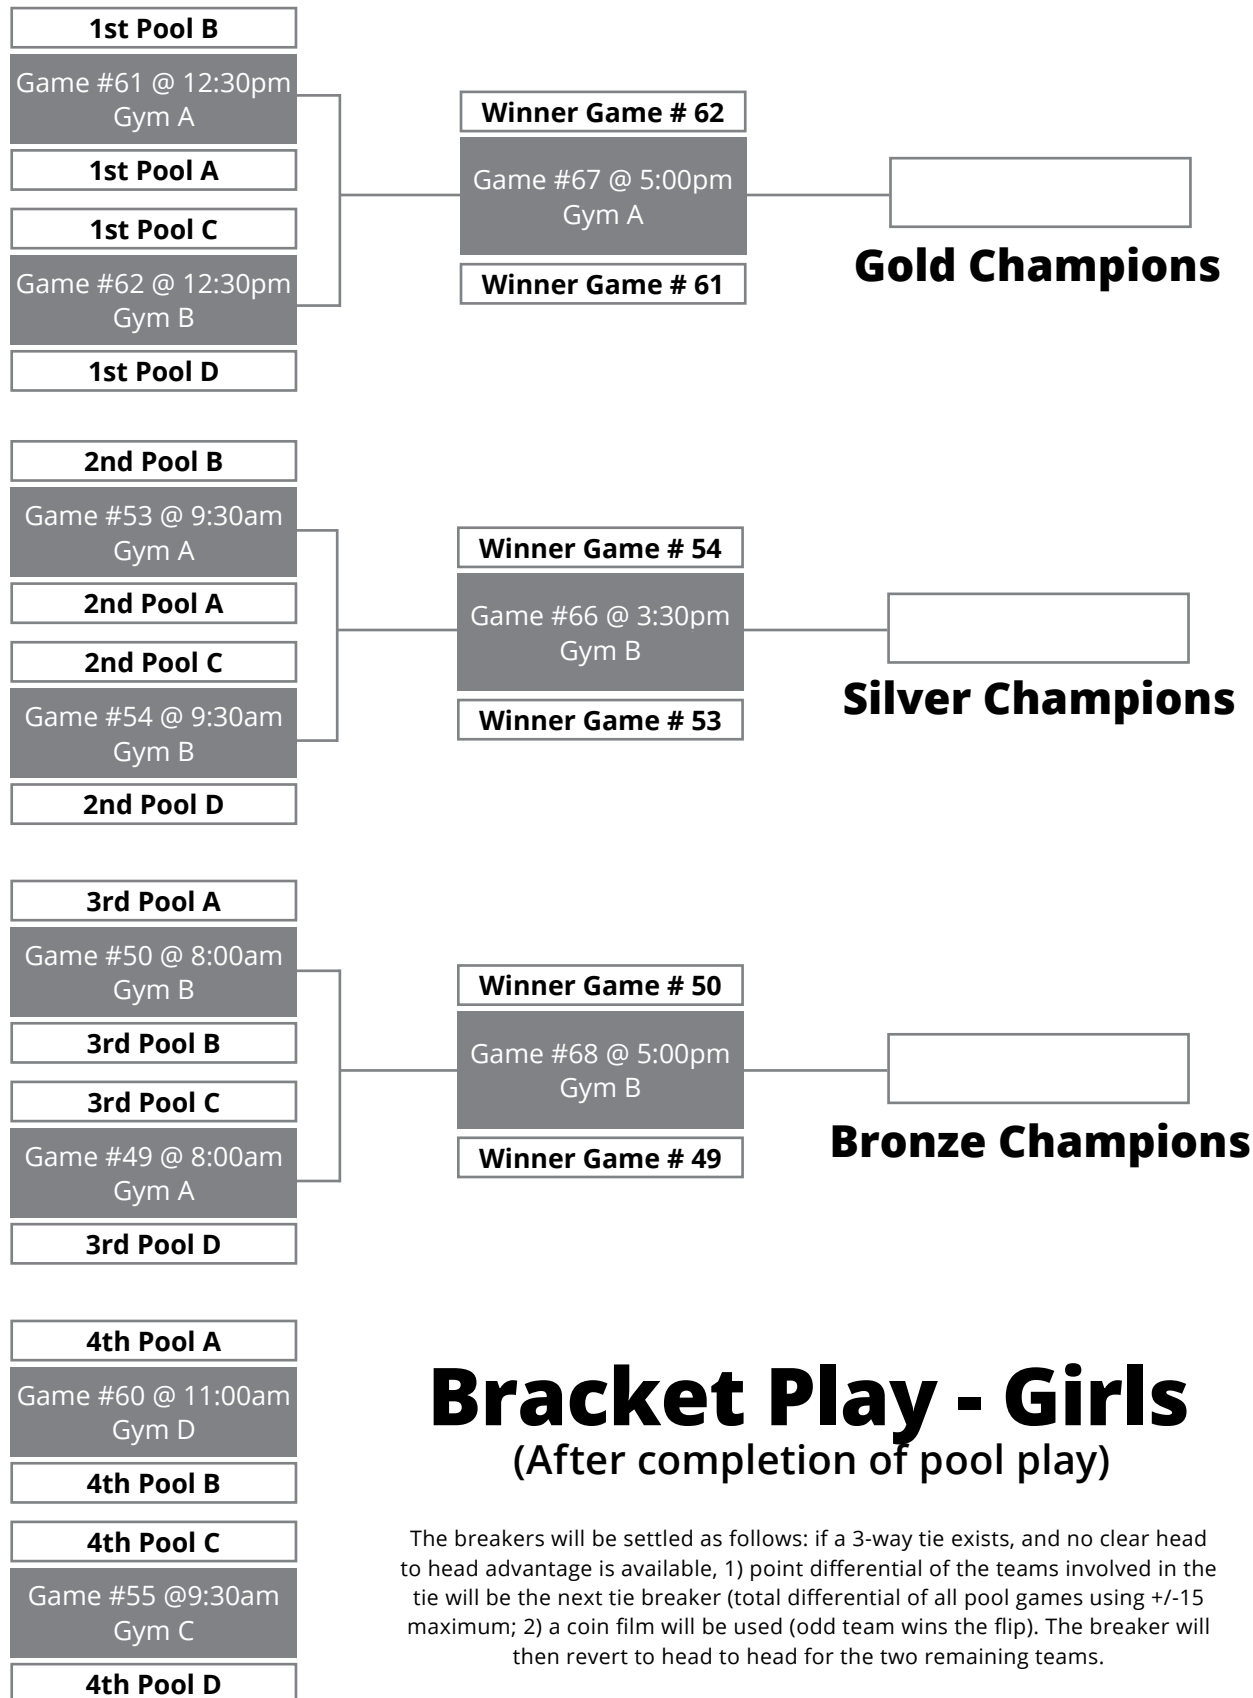 1st Pool B
Game #61 @ 12:30pm
Gym A
1st Pool A
1st Pool C
Game #62 @ 12:30pm
Gym B
1st Pool D
Winner Game # 62
Game #67 @ 5:00pm
Gym A
Winner Game # 61
Gold Champions
2nd Pool B
Game #53 @ 9:30am
Gym A
2nd Pool A
2nd Pool C
Game #54 @ 9:30am
Gym B
2nd Pool D
Winner Game # 54
Game #66 @ 3:30pm
Gym B
Winner Game # 53
Silver Champions
3rd Pool A
Game #50 @ 8:00am
Gym B
3rd Pool B
3rd Pool C
Game #49 @ 8:00am
Gym A
3rd Pool D
Winner Game # 50
Game #68 @ 5:00pm
Gym B
Winner Game # 49
Bronze Champions
4th Pool A
Game #60 @ 11:00am
Gym D
4th Pool B
4th Pool C
Game #55 @9:30am
Gym C
4th Pool D
Bracket Play - Girls
(After completion of pool play)
The breakers will be settled as follows: if a 3-way tie exists, and no clear head
to head advantage is available, 1) point differential of the teams involved in the
tie will be the next tie breaker (total differential of all pool games using +/-15
maximum; 2) a coin film will be used (odd team wins the flip). The breaker will
then revert to head to head for the two remaining teams.